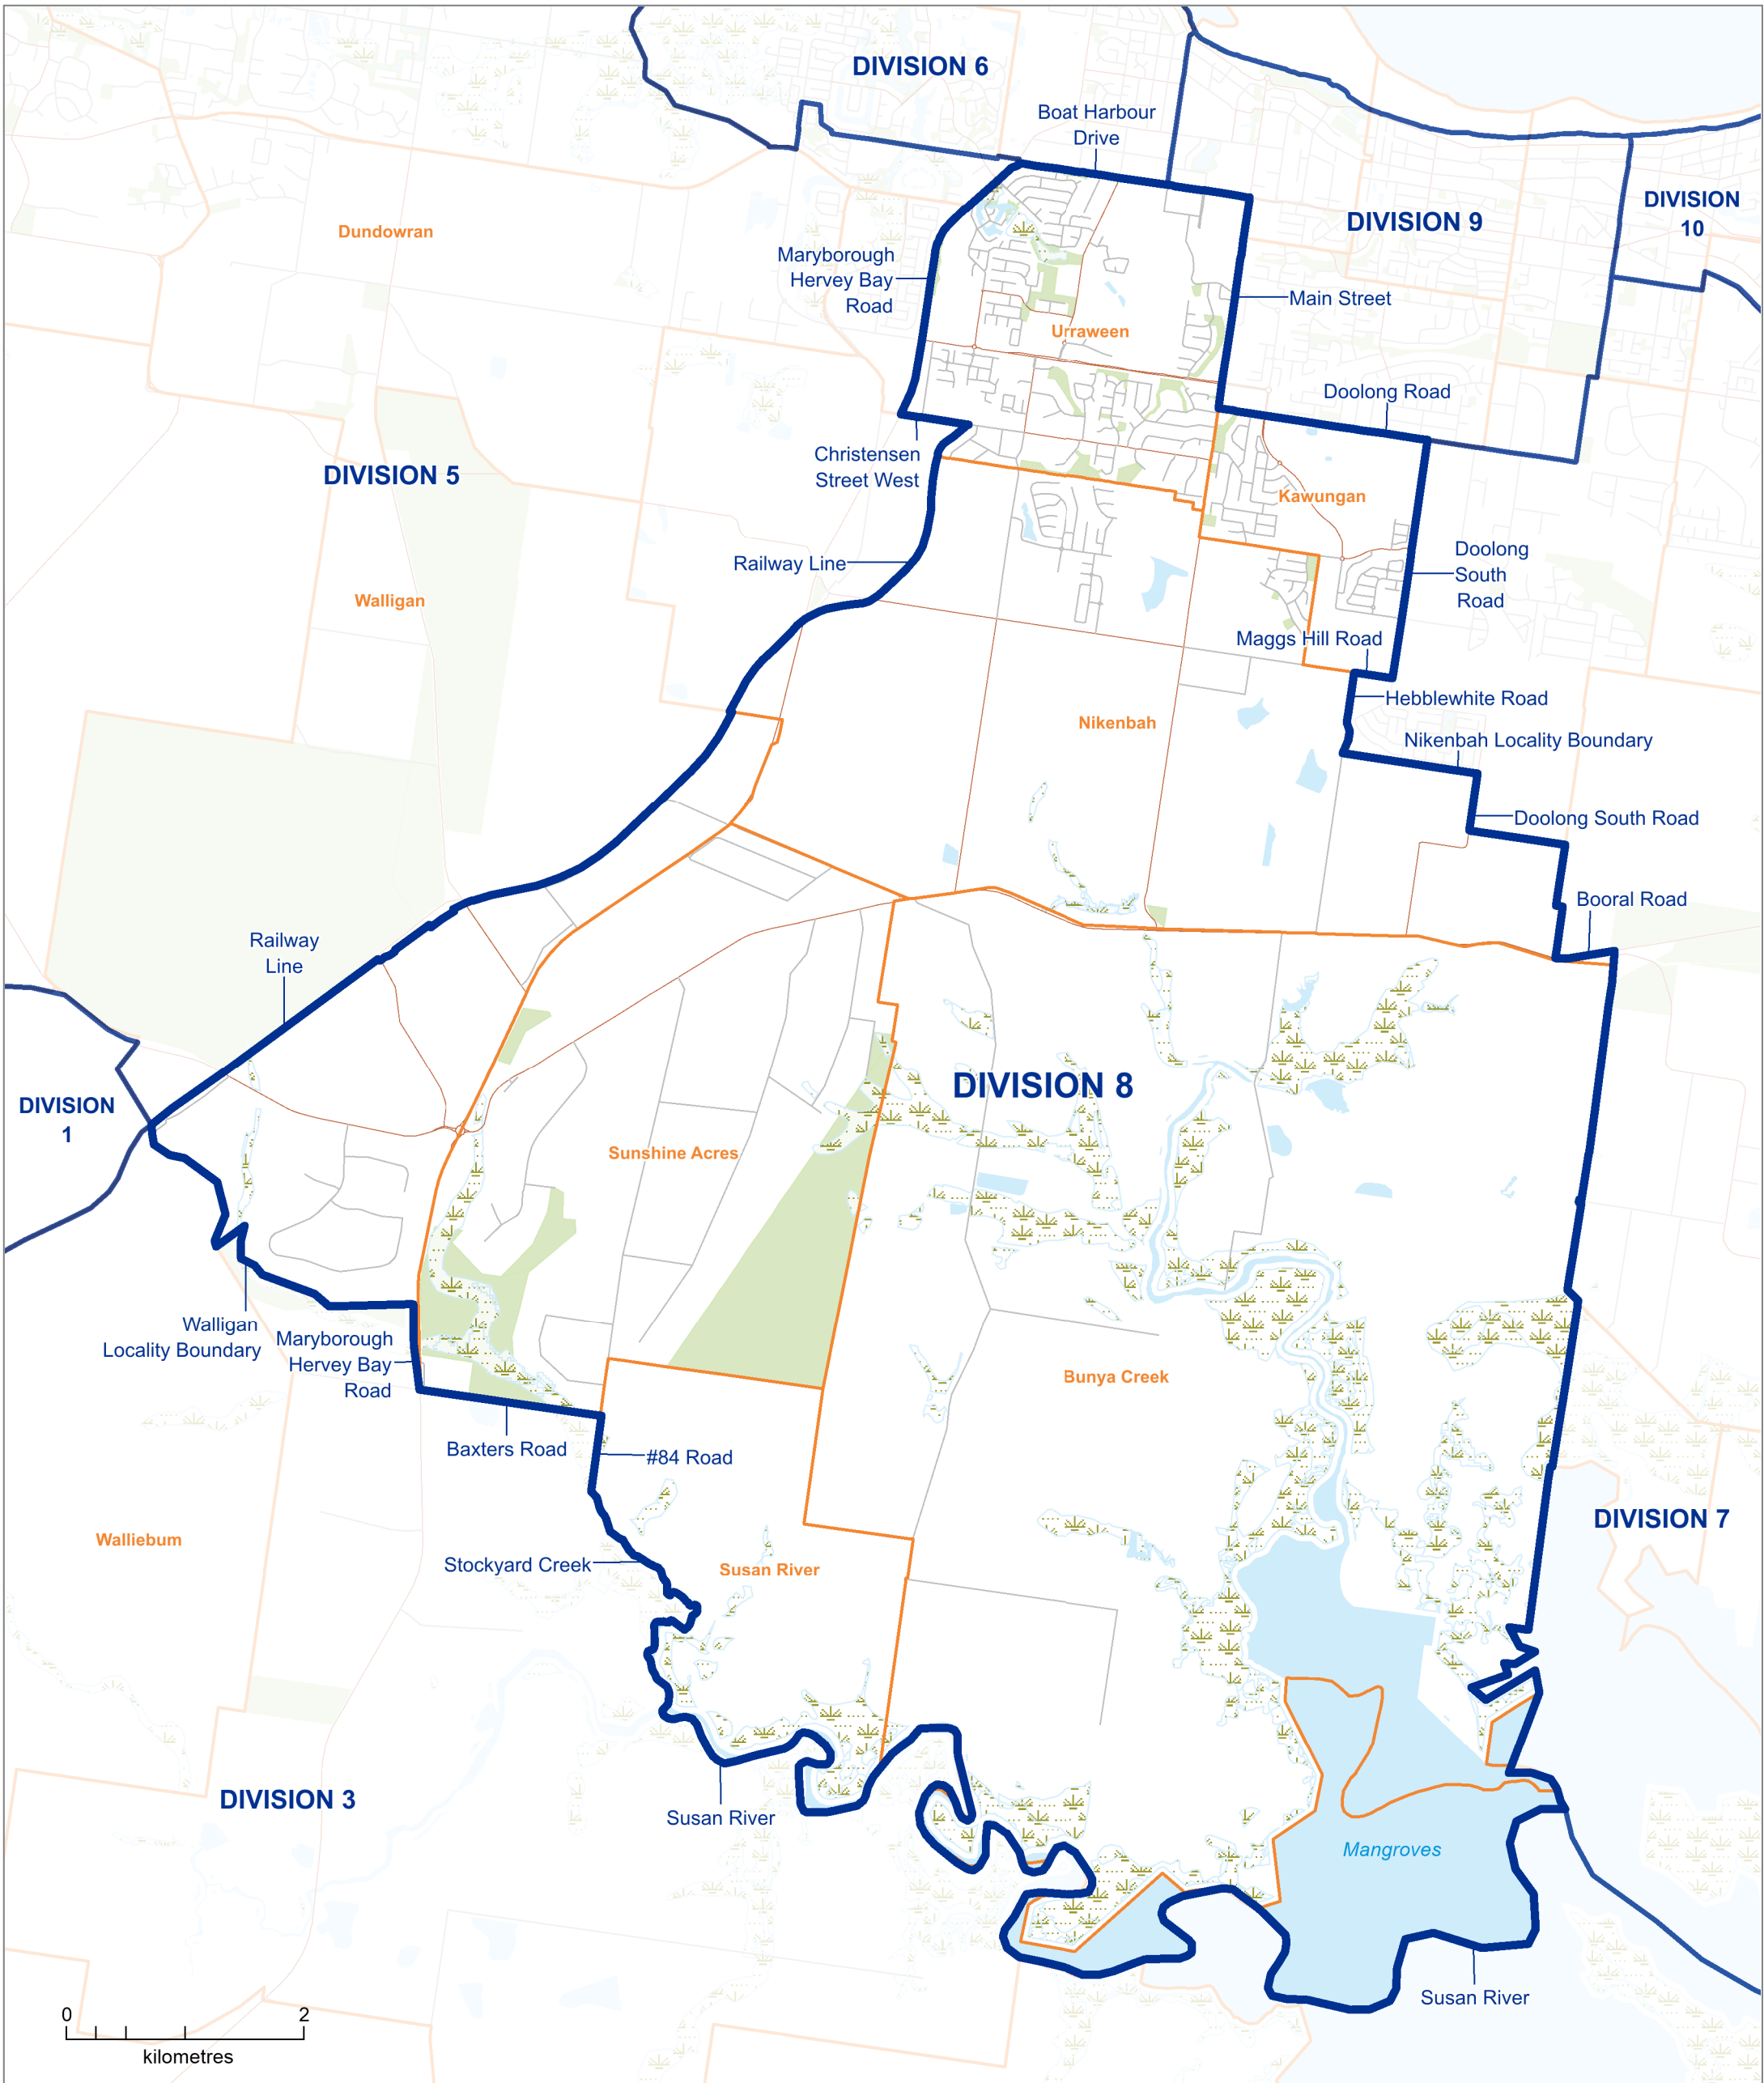 DIVISION 6
Boat Harbour
Drive
DIVISION
10
DIVISION 9
Dundowran
Maryborough
Hervey Bay
Road
Main Street
Urraween
Doolong Road
Christensen
Street West
DIVISION 5
Kawungan
Railway Line
Doolong
South
Road
Walligan
Maggs Hill Road
Hebblewhite Road
Nikenbah
Nikenbah Locality Boundary
Doolong South Road
Booral Road
Railway
Line
DIVISION 8
DIVISION
1
Sunshine Acres
Walligan
Locality Boundary
Maryborough
Hervey Bay
Road
Bunya Creek
Baxters Road
#84 Road
DIVISION 7
Walliebum
Stockyard Creek
Susan River
DIVISION 3
Susan River
Mangroves
Susan River
0 2
kilometres